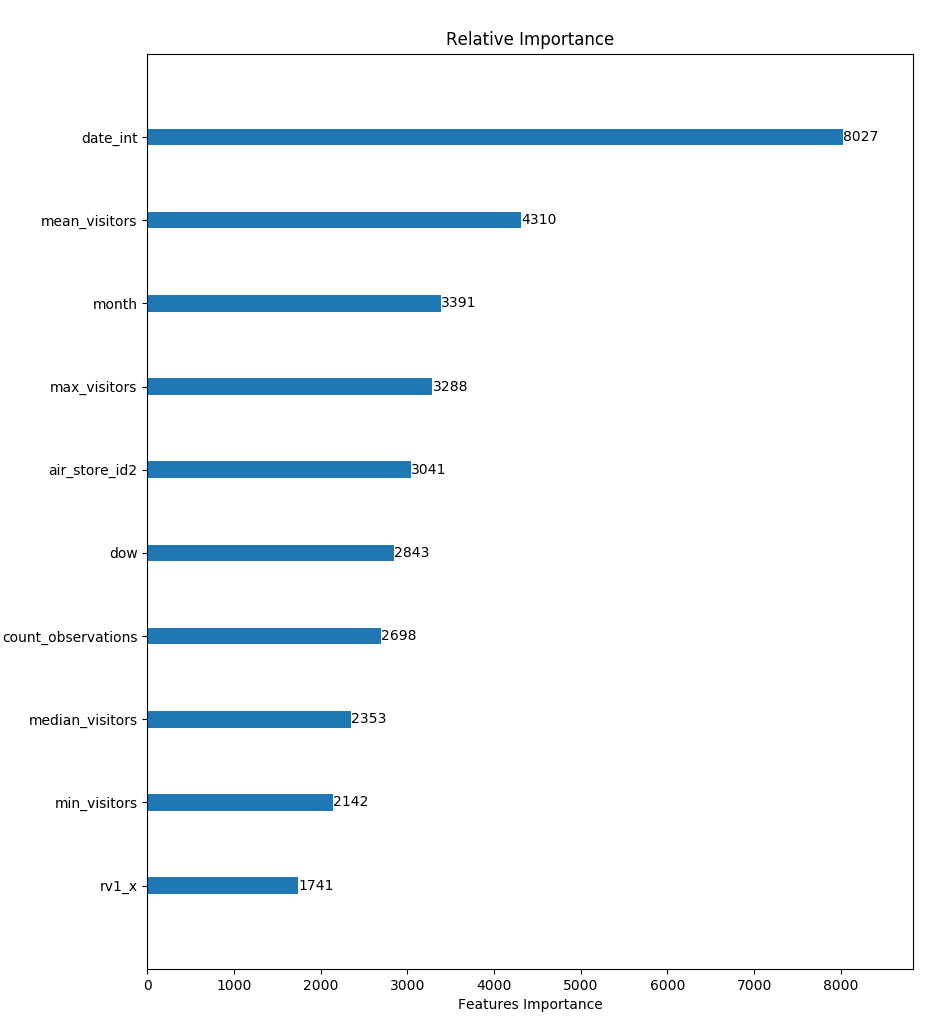 Relative Importance
date_int 8027
mean_visitors 4310
month 3391
max_visitors 3288
air_store_id2 3041
dow 2843
count_observations 2698
median_visitors 2353
min_visitors 2142
rv1_x 1741
0 1000 2000 3000 4000 5000 6000 7000 8000
Features Importance